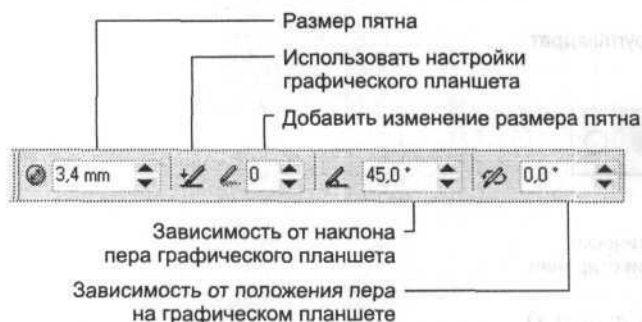 Размер пятна
Использовать настройки
графического планшета
Добавить изменение размера пятна
3,4 mm 0 45,0 ° 0,0 °
Зависимость от наклона
пера графического планшета
Зависимость от положения пера
на графическом планшете